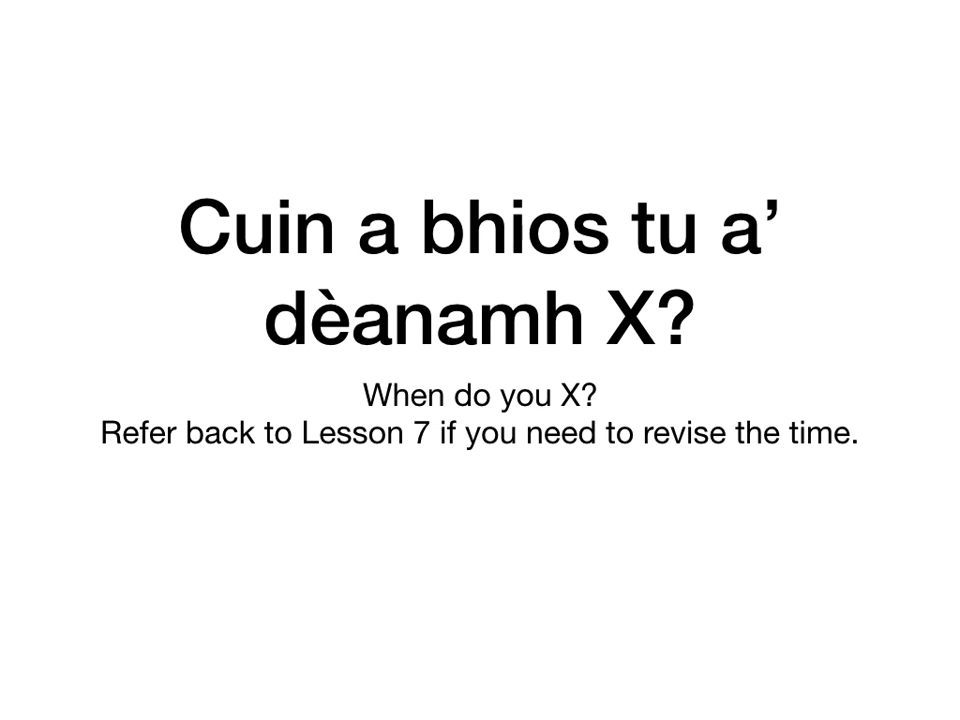 Cuin a bhios tu a’
dèanamh X?
When do you X?
Refer back to Lesson 7 if you need to revise the time.